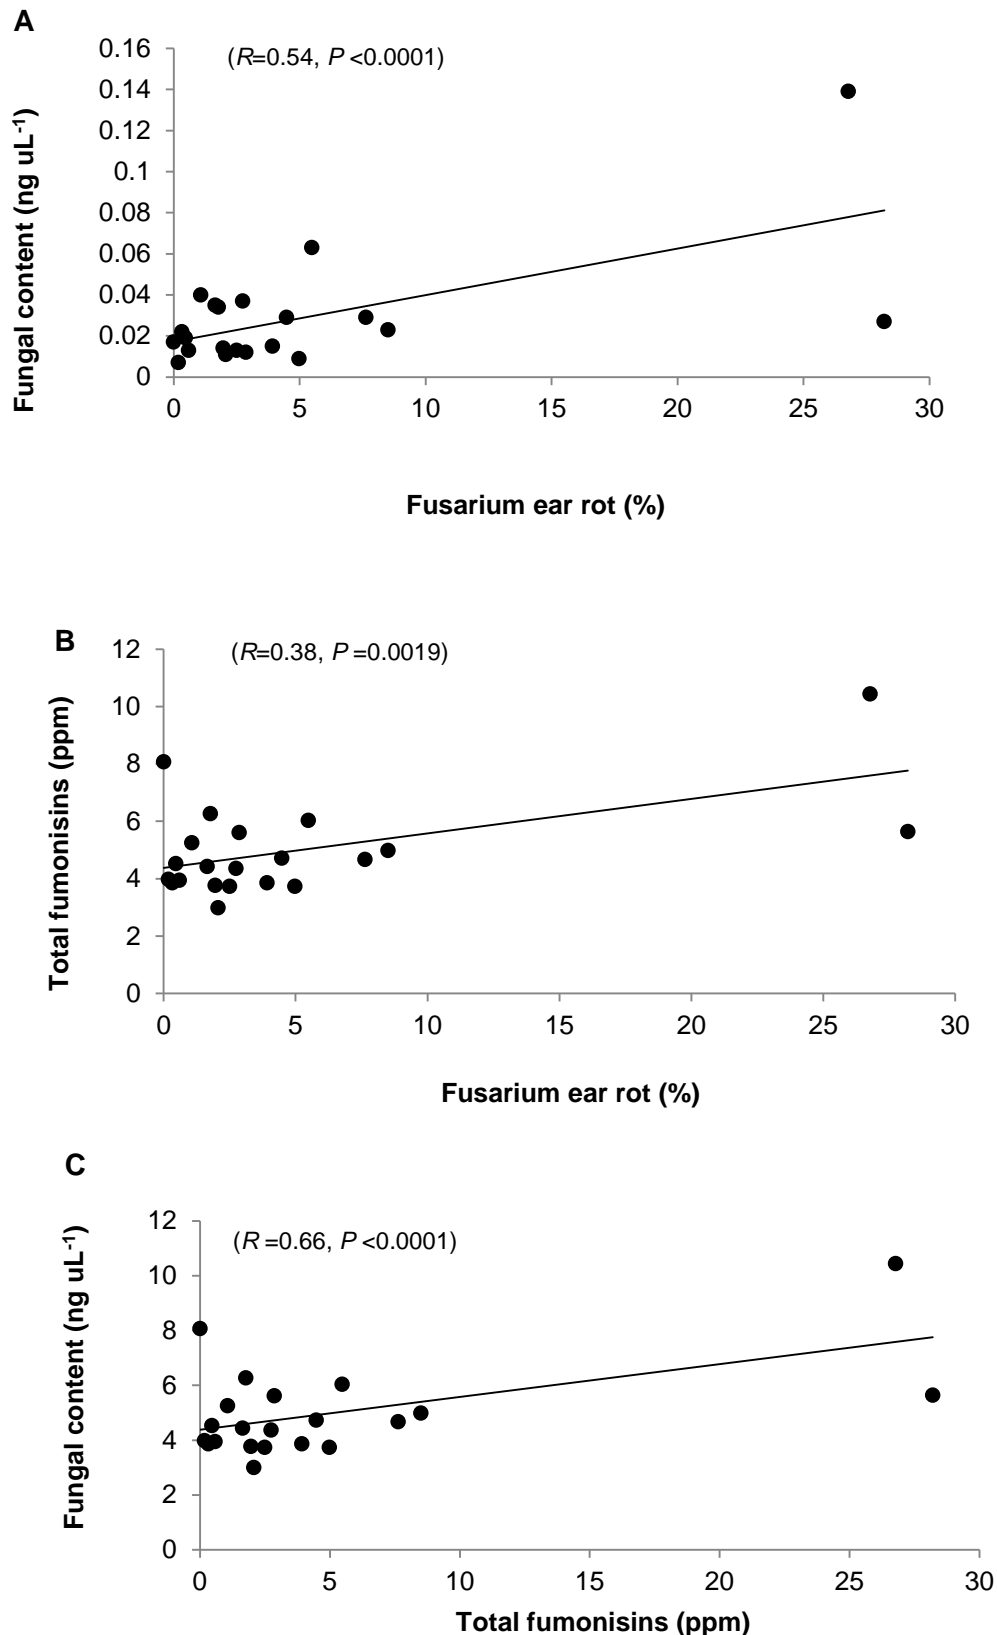 A
(R=0.54, P <0.0001)
Fungal content (ng uL-1)
0.16
0.14
0.12
0.1
0.08
0.06
0.04
0.02
0
0 5 10 15 20 25 30
Fusarium ear rot (%)
B
(R=0.38, P =0.0019)
Total fumonisins (ppm)
12
10
8
6
4
2
0
0 5 10 15 20 25 30
Fusarium ear rot (%)
C
(R =0.66, P <0.0001)
Fungal content (ng uL-1)
12
10
8
6
4
2
0
0 5 10 15 20 25 30
Total fumonisins (ppm)